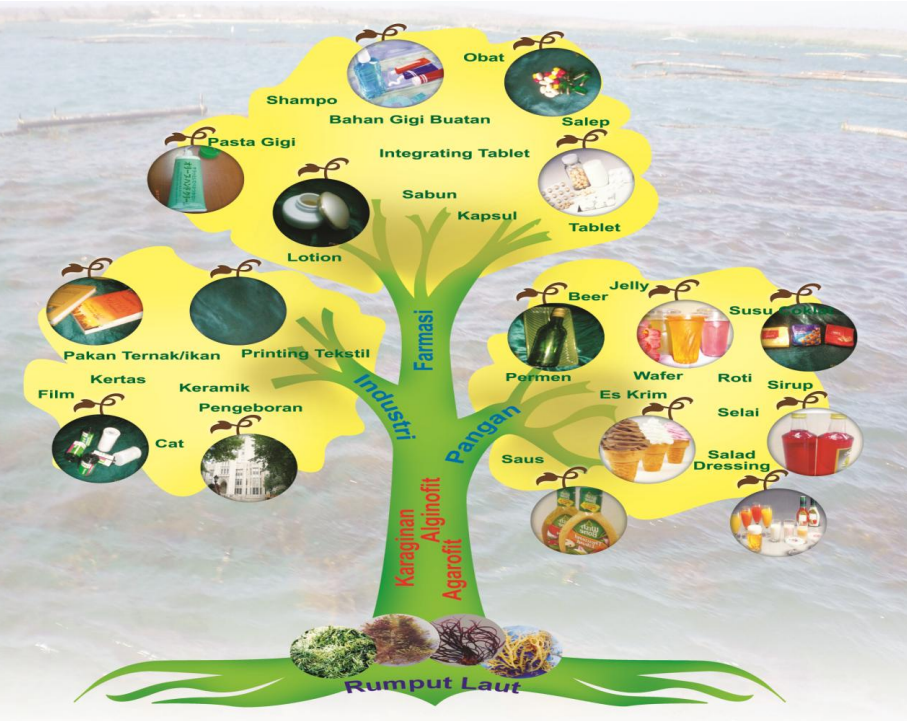 Obat
Shampo
Bahan Gigi Buatan
Salep
Pasta Gigi
Integrating Tablet
Sabun
Kapsul
Tablet
Lotion
Farmasi
Pakan Ternak/ikan
Printing Tekstil
Kertas
Keramik
Film
Pengeboran
Cat
Industri
Jelly
Beer
Susu
Permen
Wafer
Roti
Sirup
Es Krim
Selai
Saus
Salad
Dressing
Pangan
Karaginan
Alginofit
Agarofit
Rumput Laut